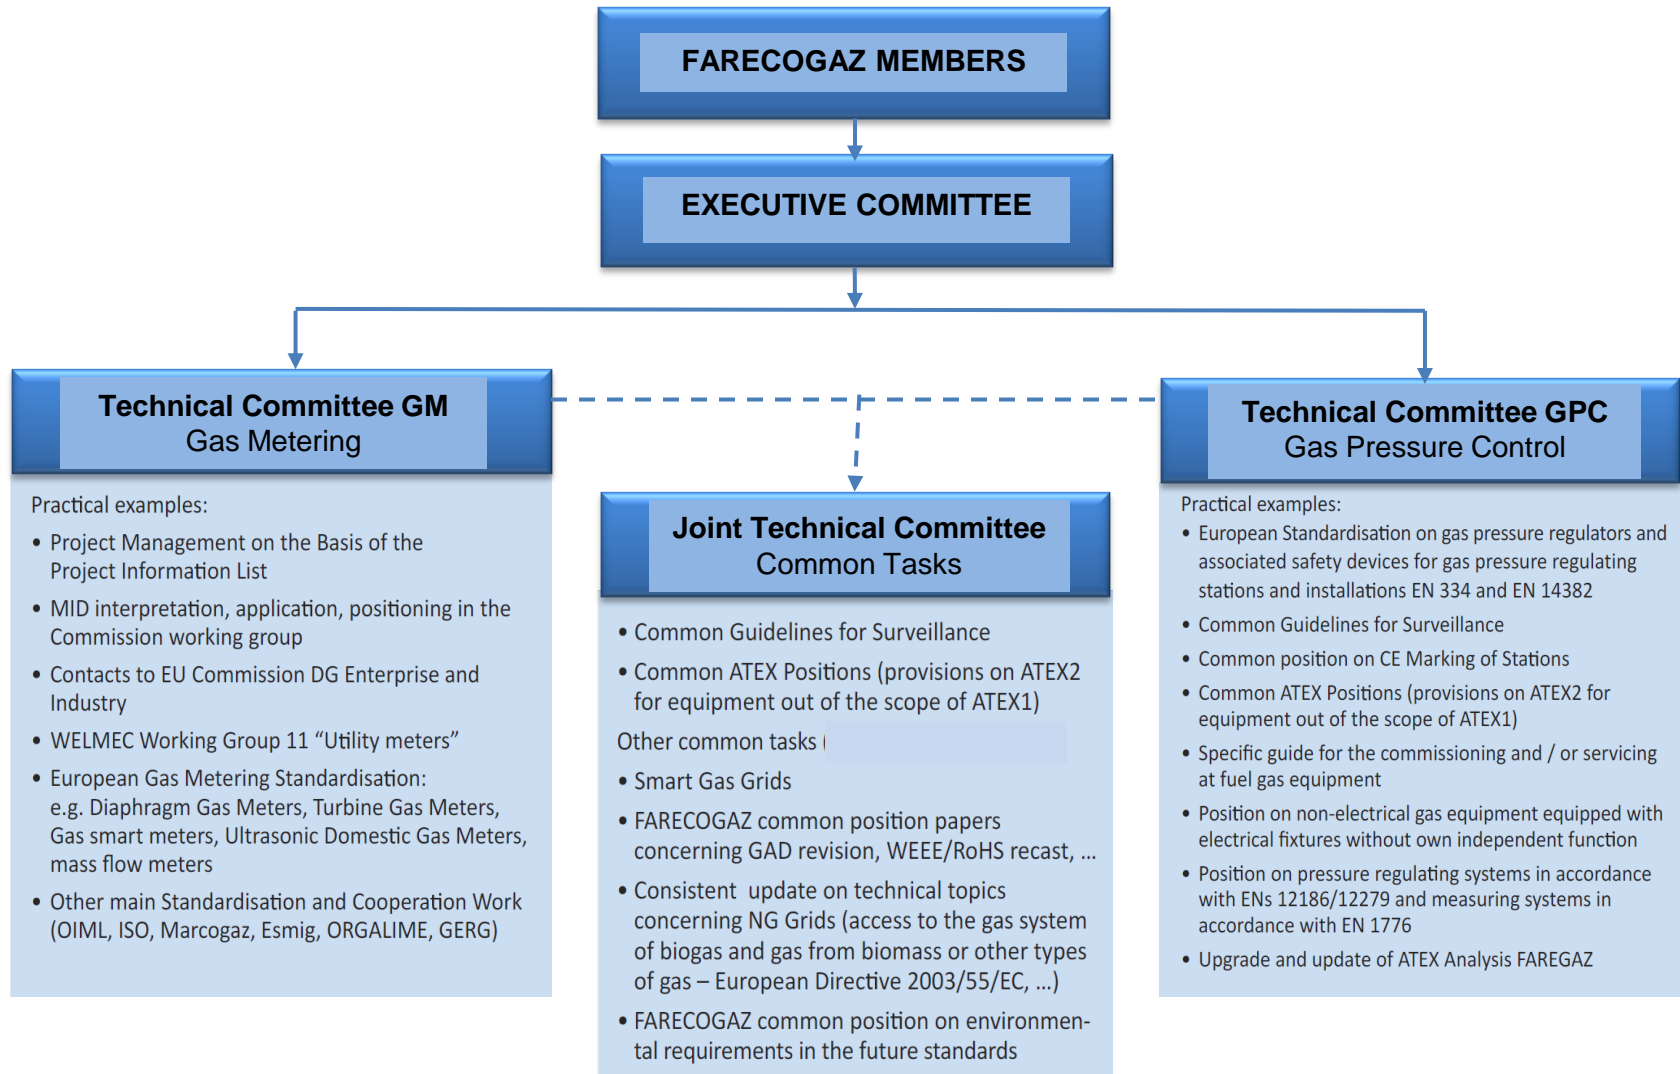 FARECOGAZ MEMBERS
EXECUTIVE COMMITTEE
Technical Committee GM
Gas Metering
Practical examples:
• Project Management on the Basis of the
Project Information List
• MID interpretation, application, positioning in the
Commission working group
• Contacts to EU Commission DG Enterprise and
Industry
• WELMEC Working Group 11 “Utility meters”
• European Gas Metering Standardisation:
e.g. Diaphragm Gas Meters, Turbine Gas Meters,
Gas smart meters, Ultrasonic Domestic Gas Meters,
mass flow meters
• Other main Standardisation and Cooperation Work
(OIML, ISO, Marcogaz, Esmig, ORGALIME, GERG)
Joint Technical Committee
Common Tasks
• Common Guidelines for Surveillance
• Common ATEX Positions (provisions on ATEX2
for equipment out of the scope of ATEX1)
Other common tasks (
• Smart Gas Grids
• FARECOGAZ common position papers
concerning GAD revision, WEEE/RoHS recast, ...
• Consistent update on technical topics
concerning NG Grids (access to the gas system
of biogas and gas from biomass or other types
of gas – European Directive 2003/55/EC, ...)
• FARECOGAZ common position on environmen-
tal requirements in the future standards
Technical Committee GPC
Gas Pressure Control
Practical examples:
• European Standardisation on gas pressure regulators and
associated safety devices for gas pressure regulating
stations and installations EN 334 and EN 14382
• Common Guidelines for Surveillance
• Common position on CE Marking of Stations
• Common ATEX Positions (provisions on ATEX2 for
equipment out of the scope of ATEX1)
• Specific guide for the commissioning and / or servicing
at fuel gas equipment
• Position on non-electrical gas equipment equipped with
electrical fixtures without own independent function
• Position on pressure regulating systems in accordance
with ENs 12186/12279 and measuring systems in
accordance with EN 1776
• Upgrade and update of ATEX Analysis FAREGAZ